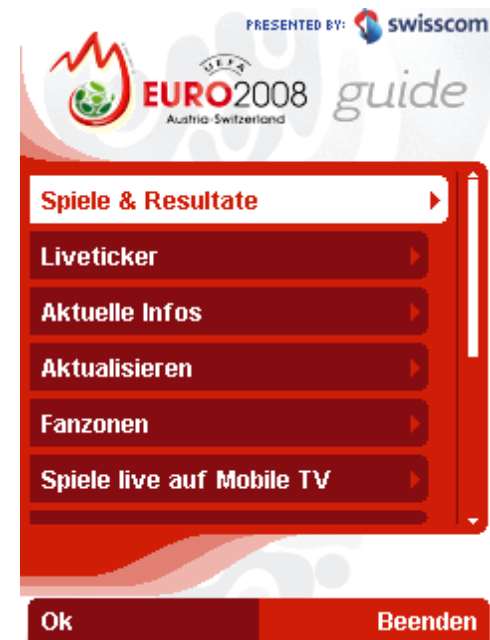 PRESENTED BY: swisscom
UEFA
EURO2008 guide
Austria-Switzerland
Spiele & Resultate
Liveticker
Aktuelle Infos
Aktualisieren
Fanzonen
Spiele live auf Mobile TV
Ok Beenden